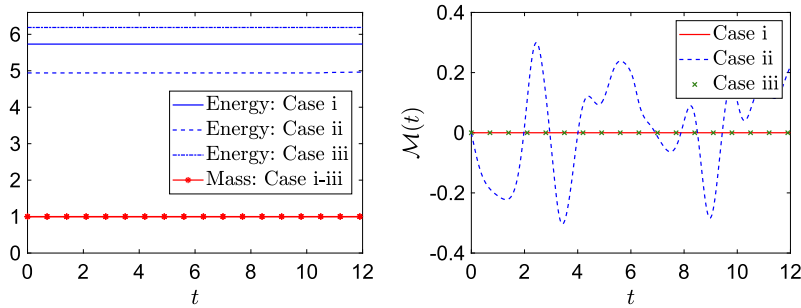 6
5
4
3
2
1
0
0 2 4 6 8 10 12
t
Energy: Case i
Energy: Case ii
Energy: Case iii
Mass: Case i-iii
0.4
0.2
0
-0.2
-0.4
0 2 4 6 8 10 12
t
ℳ(t)
Case i
Case ii
Case iii